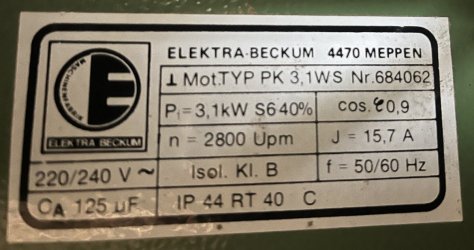 ELEKTRA-BECKUM 4470 MEPPEN
⊥ Mot.TYP PK 3,1WS Nr.684062
P₁=3,1kW S6 40% cos.φ 0,9
n = 2800 Upm J = 15,7 A
220/240 V ~ Isol. Kl. B f = 50/60 Hz
CA 125 uF IP 44 RT 40 C
ELEKTRA BECKUM